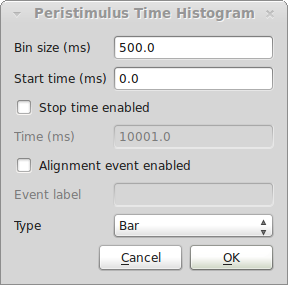 Peristimulus Time Histogram
Bin size (ms) 500.0
Start time (ms) 0.0
Stop time enabled
Time (ms) 10001.0
Alignment event enabled
Event label
Type Bar
Cancel OK